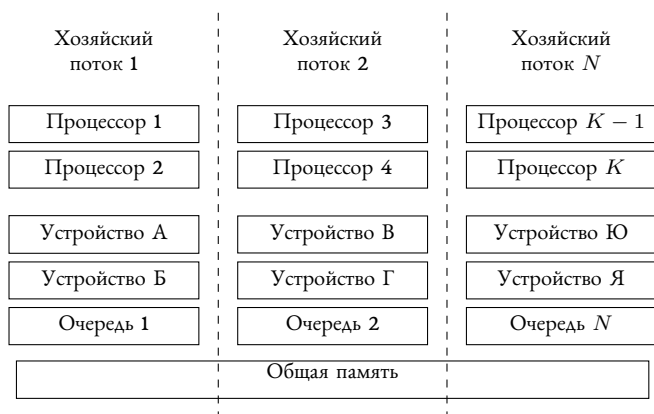 Хозяйский Хозяйский Хозяйский
поток 1 поток 2 поток N
Процессор 1 Процессор 3 Процессор K − 1
Процессор 2 Процессор 4 Процессор K
Устройство А Устройство В Устройство Ю
Устройство Б Устройство Г Устройство Я
Очередь 1 Очередь 2 Очередь N
Общая память